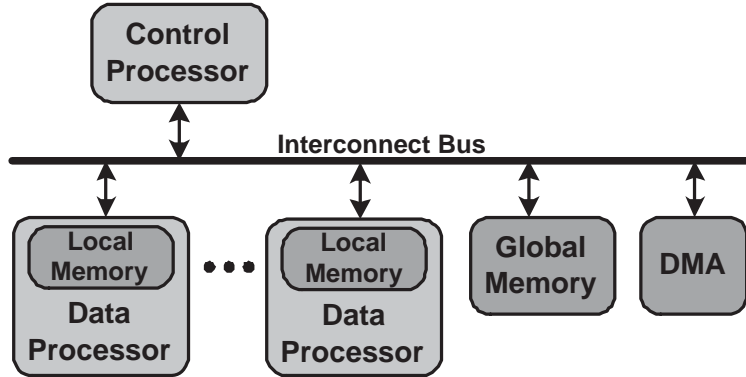 Control
Processor
Interconnect Bus
Local
Memory
Data
Processor
Local
Memory
Data
Processor
Global
Memory
DMA